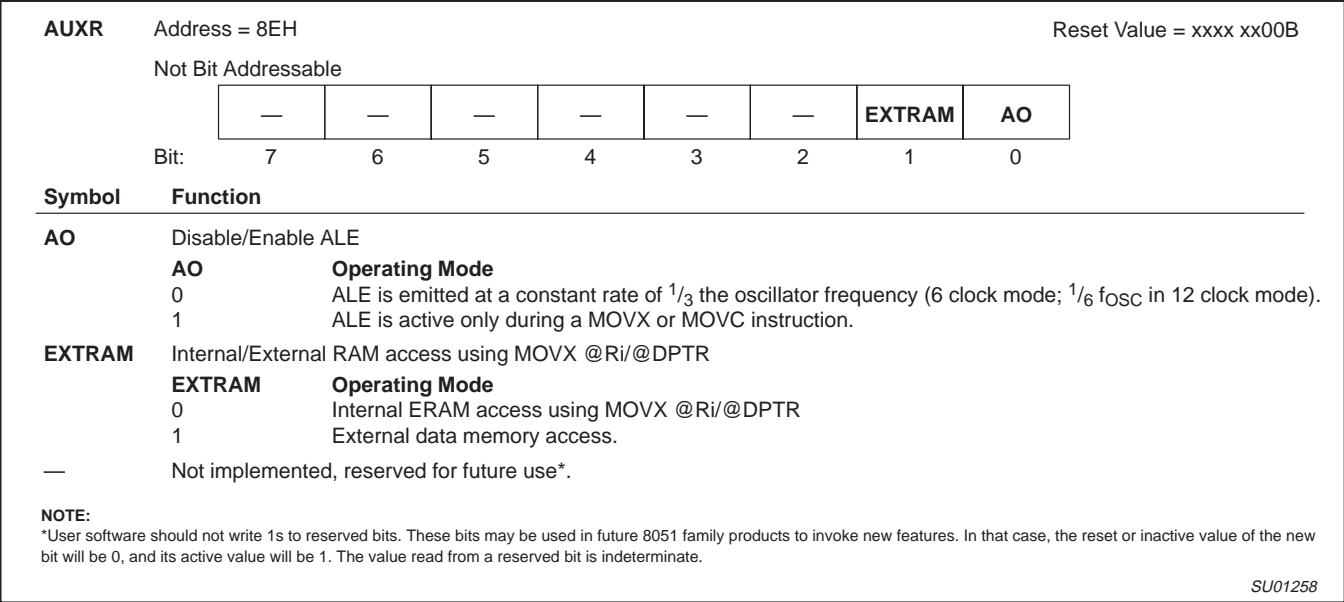 AUXR Address = 8EH Reset Value = xxxx xx00B
Not Bit Addressable
— — — — — — EXTRAM AO
Bit: 7 6 5 4 3 2 1 0
Symbol Function
AO Disable/Enable ALE
AO Operating Mode
0 ALE is emitted at a constant rate of 1/3 the oscillator frequency (6 clock mode; 1/6 fOSC in 12 clock mode).
1 ALE is active only during a MOVX or MOVC instruction.
EXTRAM Internal/External RAM access using MOVX @Ri/@DPTR
EXTRAM Operating Mode
0 Internal ERAM access using MOVX @Ri/@DPTR
1 External data memory access.
— Not implemented, reserved for future use*.
NOTE:
*User software should not write 1s to reserved bits. These bits may be used in future 8051 family products to invoke new features. In that case, the reset or inactive value of the new
bit will be 0, and its active value will be 1. The value read from a reserved bit is indeterminate.
SU01258